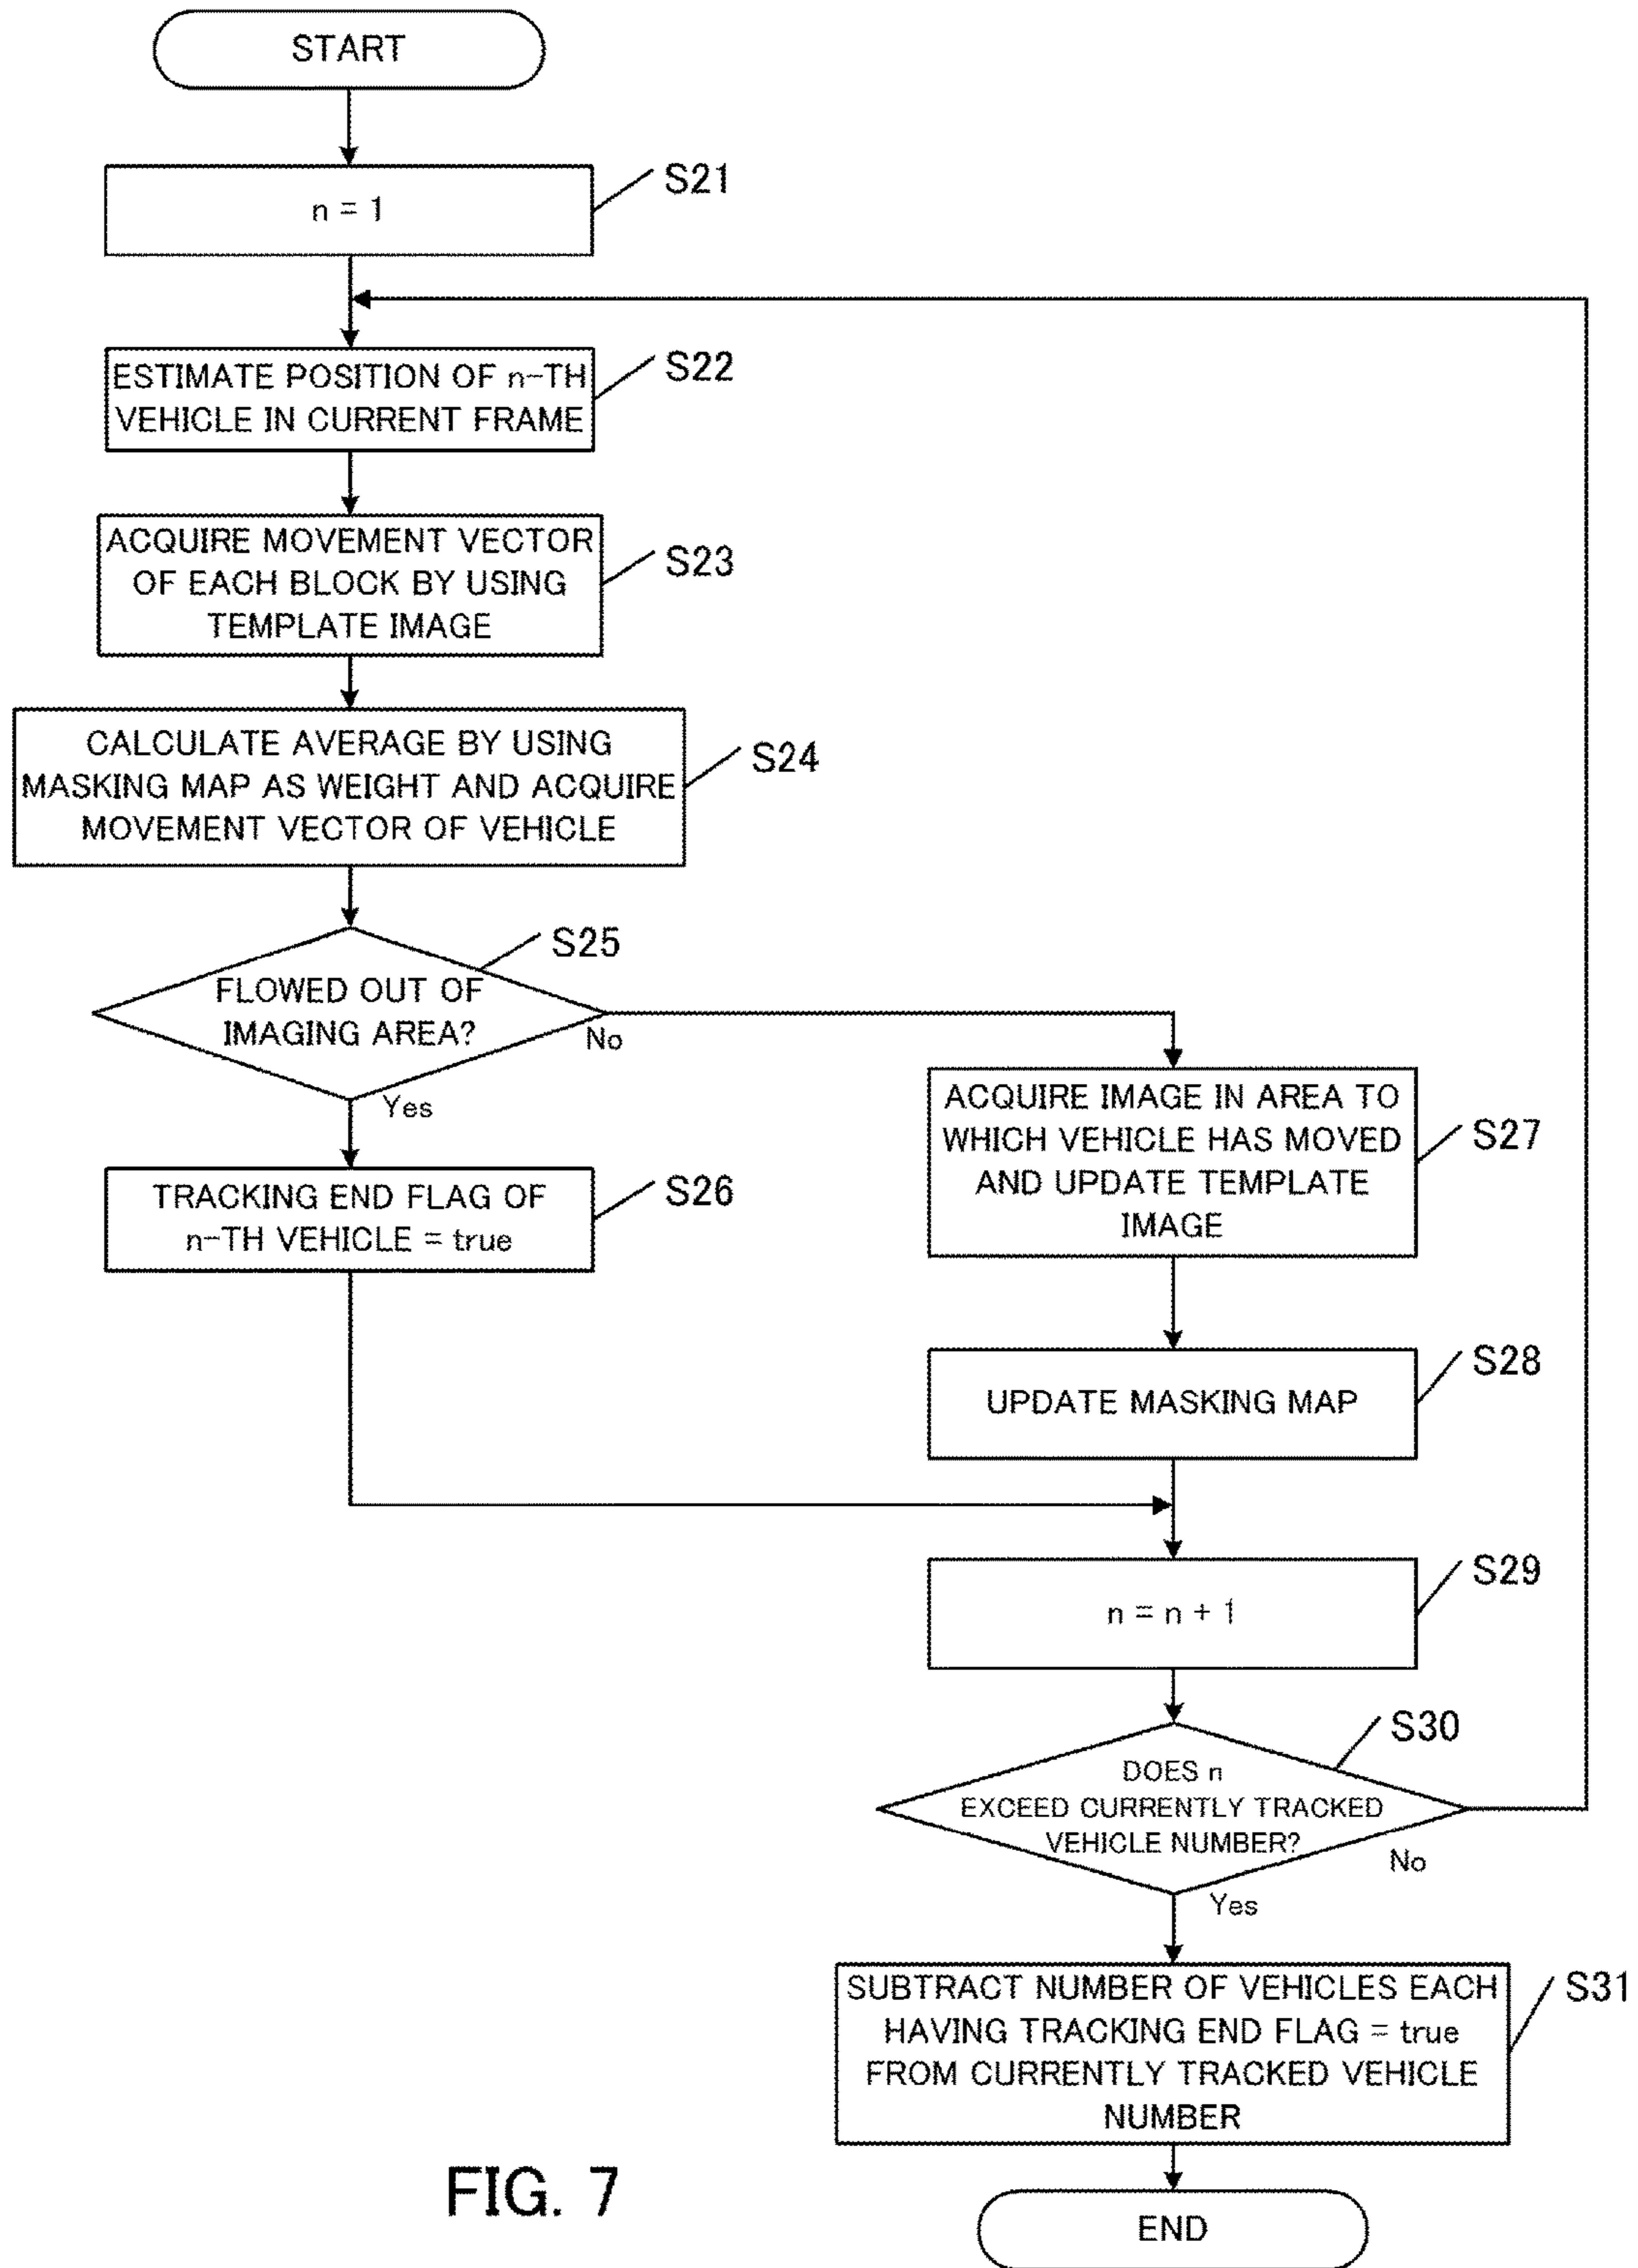 START
n = 1
S21
ESTIMATE POSITION OF n-TH
VEHICLE IN CURRENT FRAME
S22
ACQUIRE MOVEMENT VECTOR
OF EACH BLOCK BY USING
TEMPLATE IMAGE
S23
CALCULATE AVERAGE BY USING
MASKING MAP AS WEIGHT AND ACQUIRE
MOVEMENT VECTOR OF VEHICLE
S24
FLOWED OUT OF
IMAGING AREA?
S25
No
Yes
TRACKING END FLAG OF
n-TH VEHICLE = true
S26
ACQUIRE IMAGE IN AREA TO
WHICH VEHICLE HAS MOVED
AND UPDATE TEMPLATE
IMAGE
S27
UPDATE MASKING MAP
S28
n = n + 1
S29
DOES n
EXCEED CURRENTLY TRACKED
VEHICLE NUMBER?
S30
No
Yes
SUBTRACT NUMBER OF VEHICLES EACH
HAVING TRACKING END FLAG = true
FROM CURRENTLY TRACKED VEHICLE
NUMBER
S31
END
FIG. 7